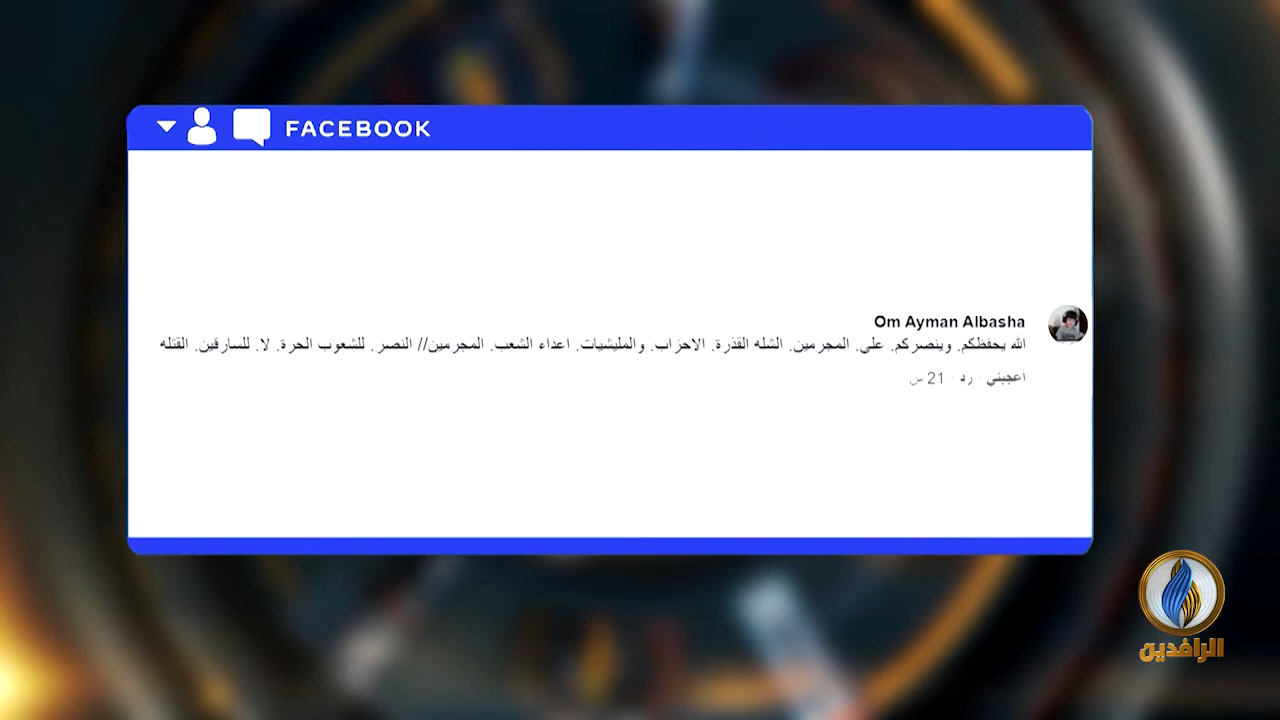 FACEBOOK
Om Ayman Albasha
الله يحفظكم. وينصركم. على. المجرمين. الشله القذرة. الاحزاب. والمليشيات. اعداء الشعب. المجرمين// النصر. للشعوب الحرة. لا. للسارقين. القتله
أعجبني · رد · 21 س
الرافدين